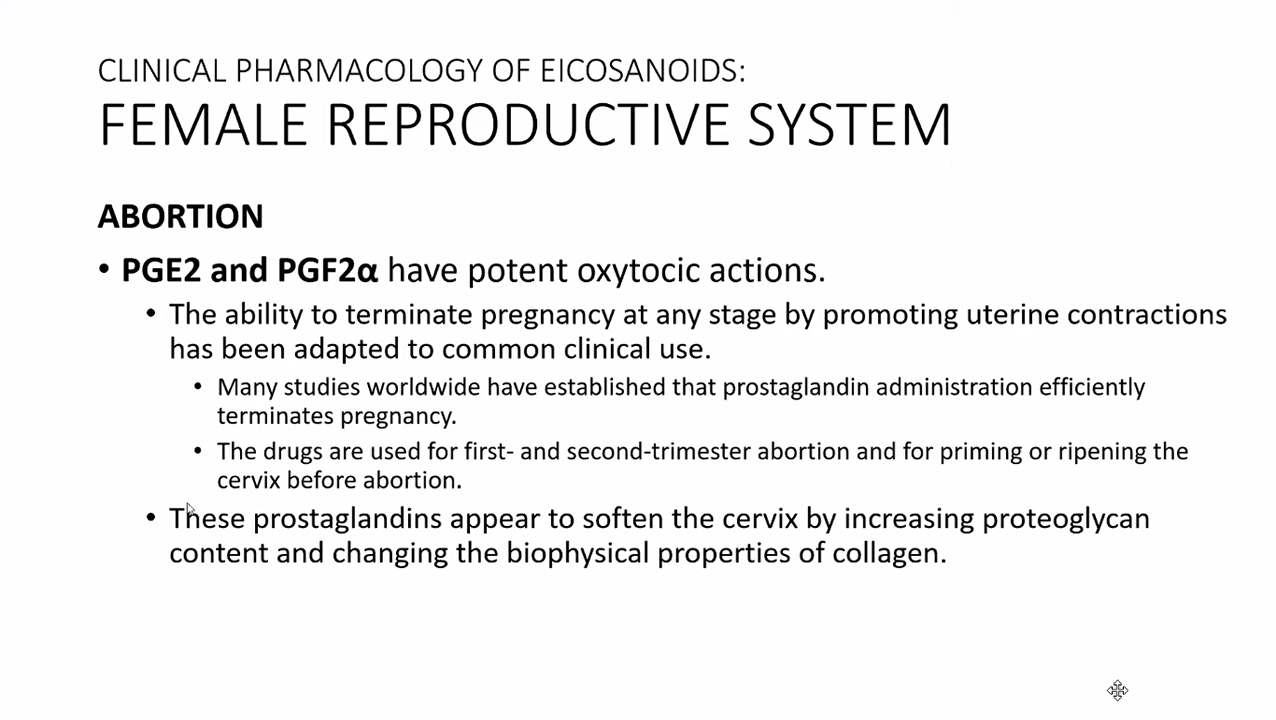 CLINICAL PHARMACOLOGY OF EICOSANOIDS:
FEMALE REPRODUCTIVE SYSTEM
ABORTION
• PGE2 and PGF2α have potent oxytocic actions.
• The ability to terminate pregnancy at any stage by promoting uterine contractions
has been adapted to common clinical use.
• Many studies worldwide have established that prostaglandin administration efficiently
terminates pregnancy.
• The drugs are used for first- and second-trimester abortion and for priming or ripening the
cervix before abortion.
• These prostaglandins appear to soften the cervix by increasing proteoglycan
content and changing the biophysical properties of collagen.